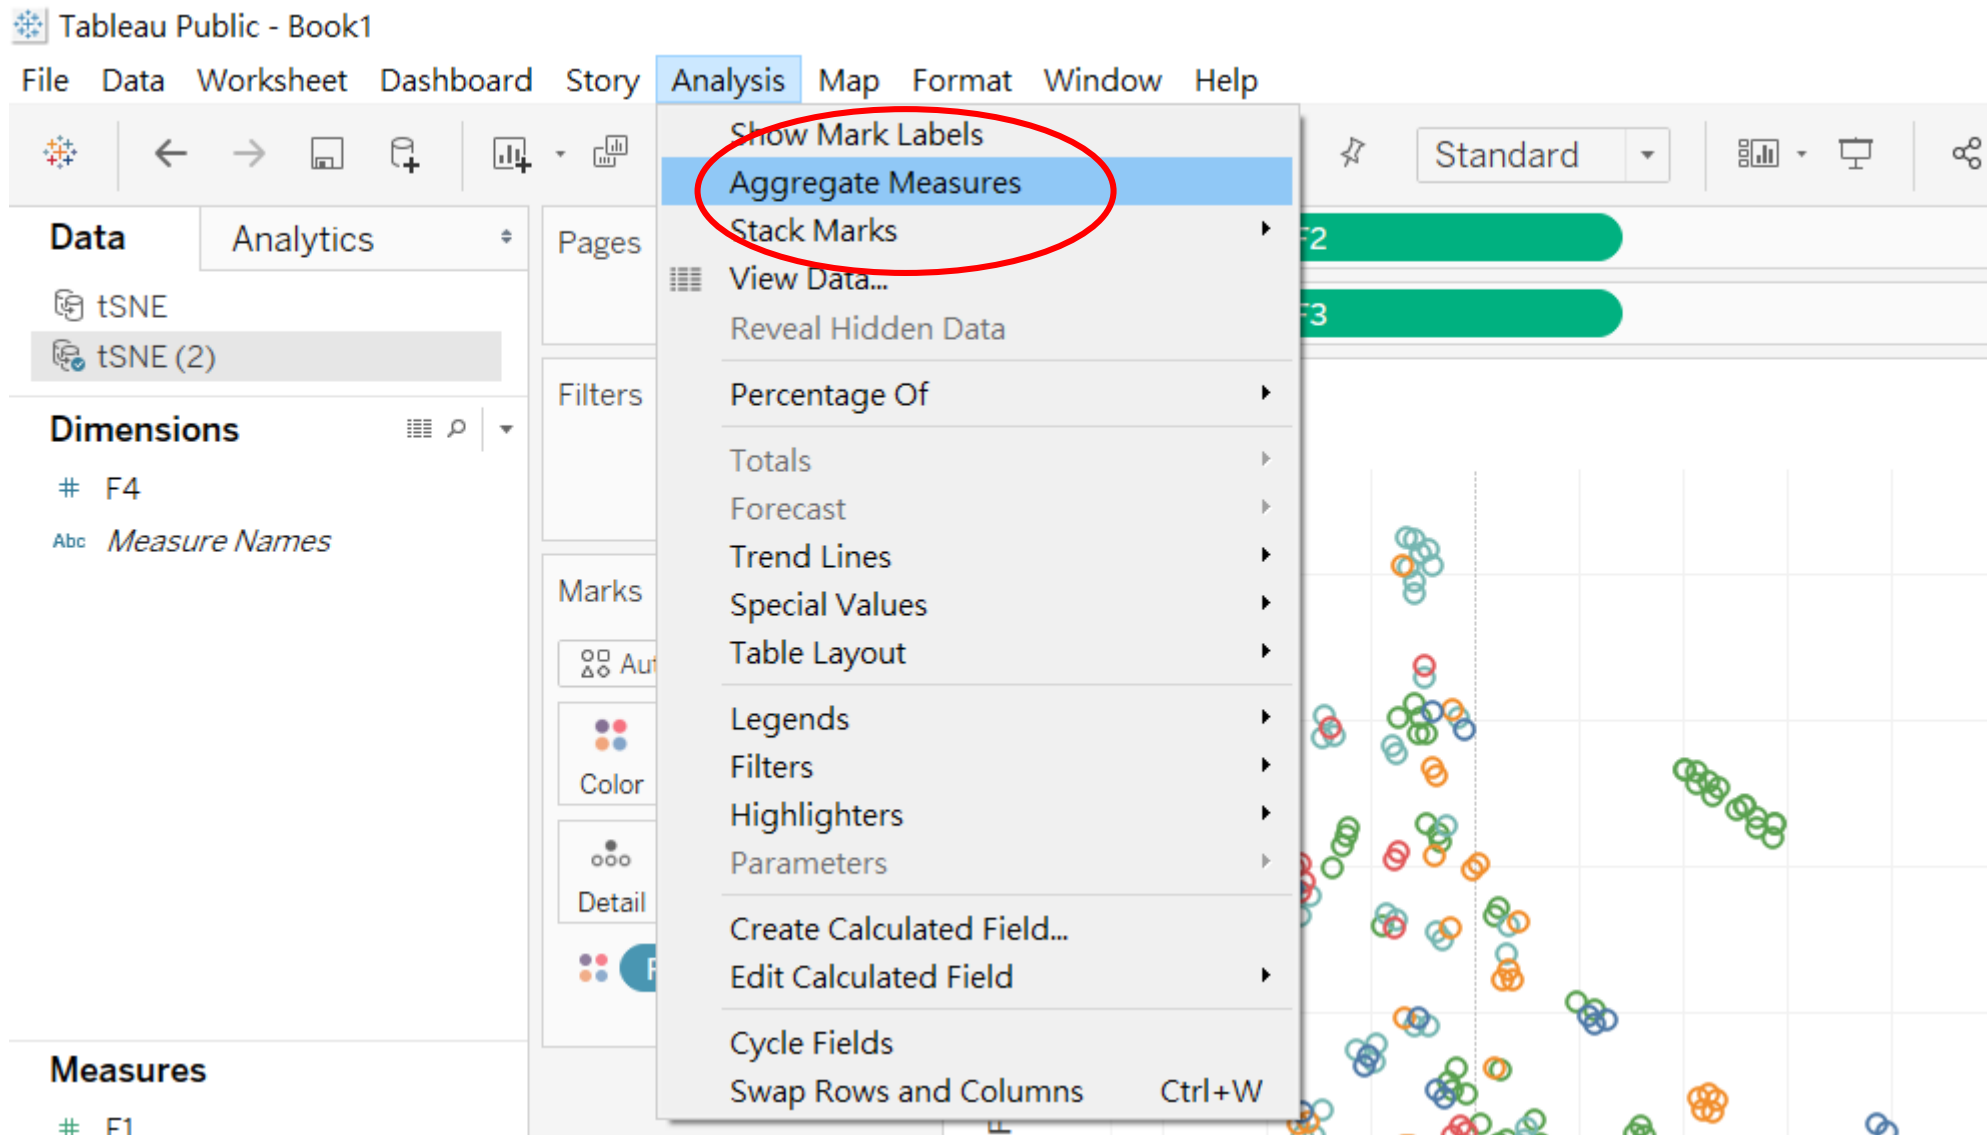 Tableau Public - Book1
File Data Worksheet Dashboard Story Analysis Map Format Window Help
Standard
Data
Analytics
tSNE
tSNE (2)
Dimensions
# F4
Abc Measure Names
Measures
# F1
Pages
Filters
Marks
Color
Detail
Show Mark Labels
Aggregate Measures
Stack Marks
View Data...
Reveal Hidden Data
Percentage Of
Totals
Forecast
Trend Lines
Special Values
Table Layout
Legends
Filters
Highlighters
Parameters
Create Calculated Field...
Edit Calculated Field
Cycle Fields
Swap Rows and Columns Ctrl+W
F2
F3